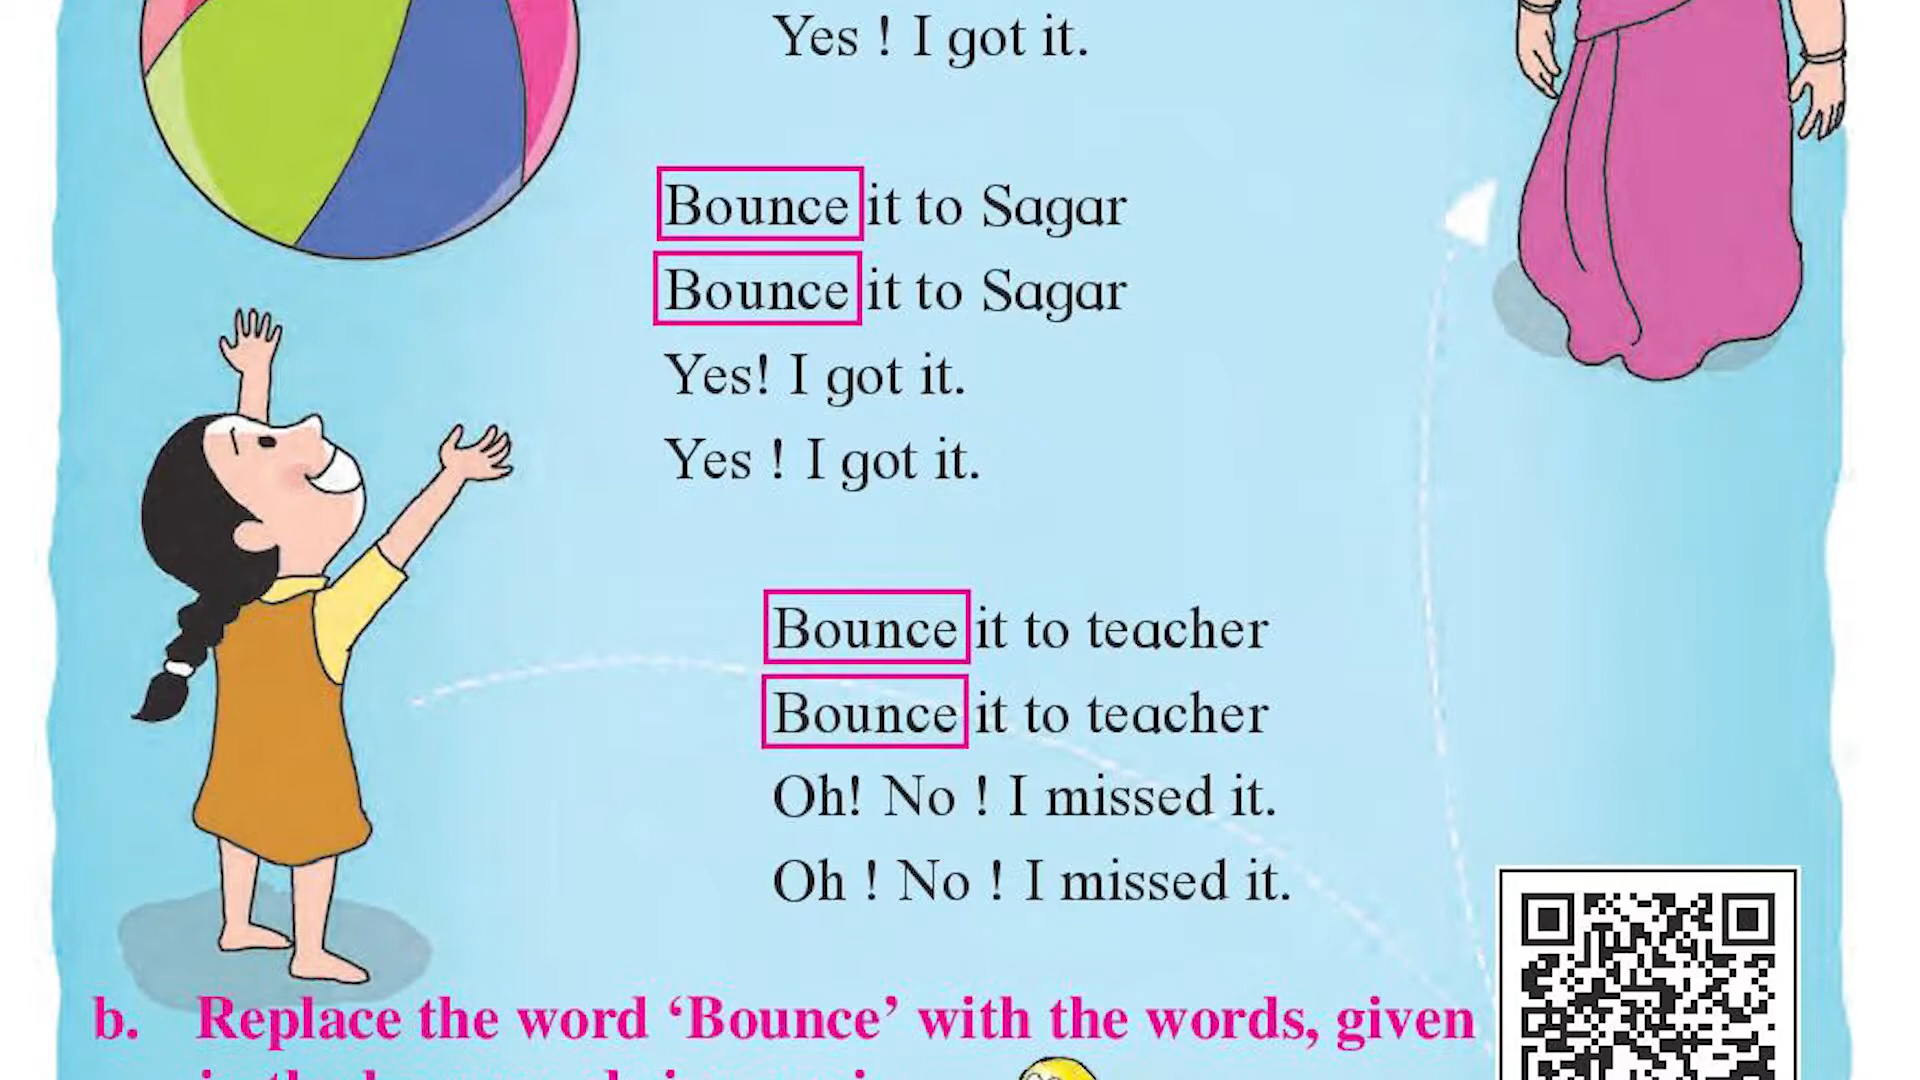 Yes ! I got it.
Bounce it to Sagar
Bounce it to Sagar
Yes! I got it.
Yes ! I got it.
Bounce it to teacher
Bounce it to teacher
Oh! No ! I missed it.
Oh ! No ! I missed it.
b. Replace the word ‘Bounce’ with the words, given